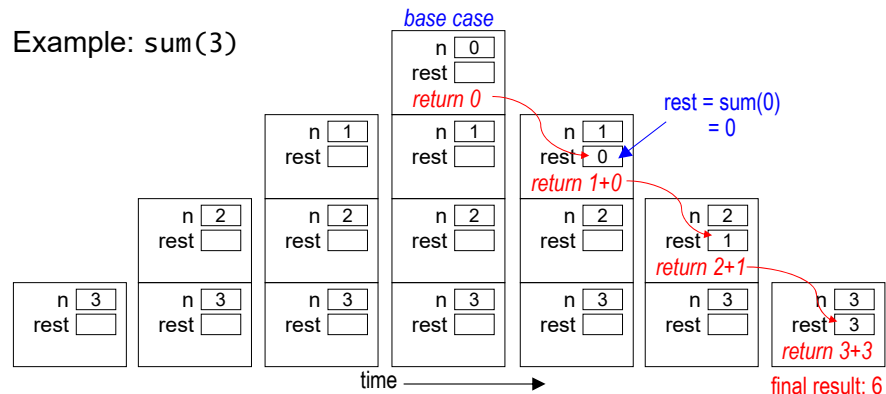 base case
Example: sum(3)
n 0
rest
return 0
rest = sum(0)
= 0
n 1
rest
n 1
rest
n 1
rest 0
return 1+0
n 2
rest
n 2
rest
n 2
rest
n 2
rest
n 2
rest 1
return 2+1
n 3
rest
n 3
rest
n 3
rest
n 3
rest
n 3
rest
n 3
rest
n 3
rest 3
return 3+3
time
final result: 6